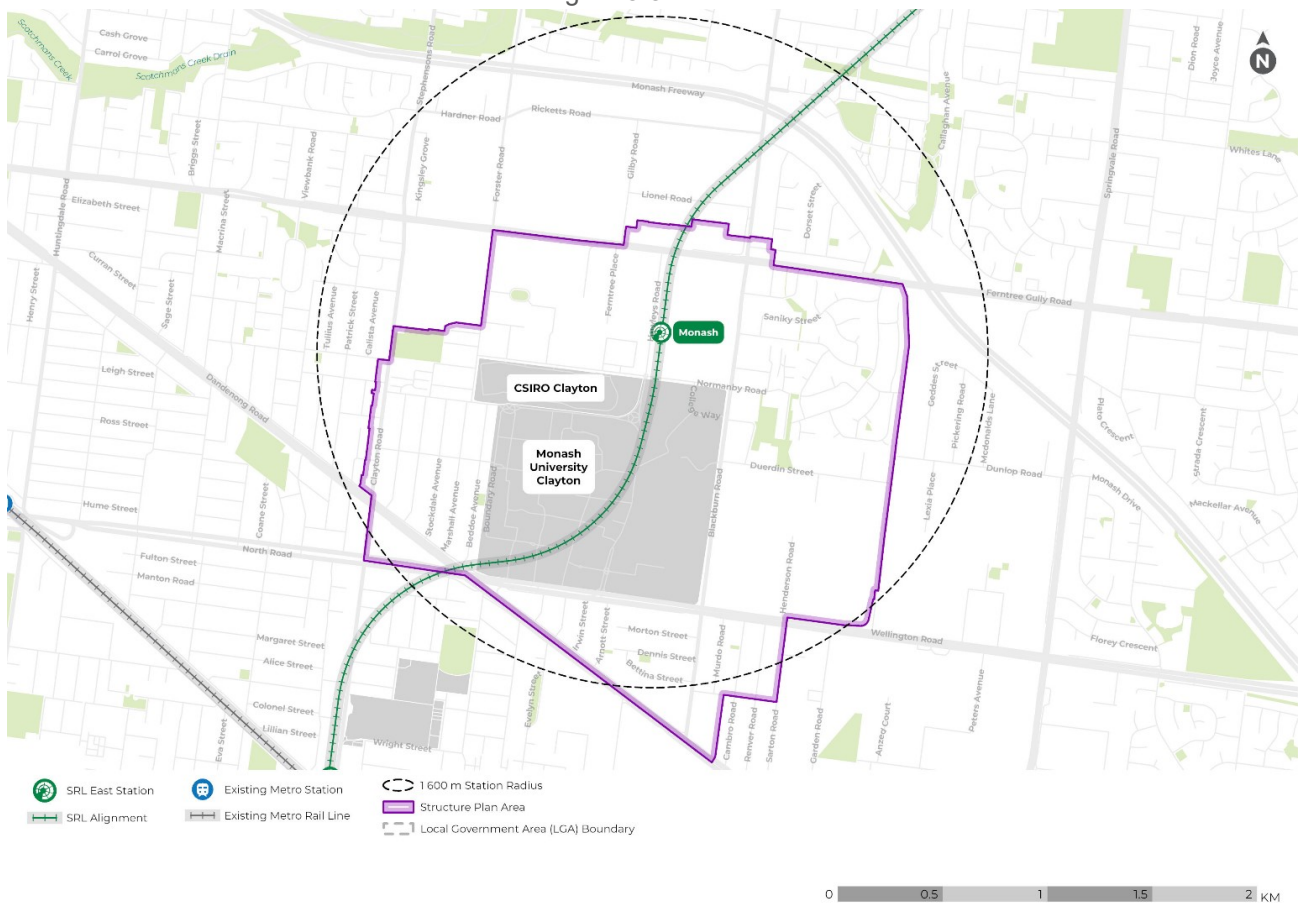 Cash Grove
Carrol Grove
Scotchmans Creek
Scotchmans Creek Drain
Stephensons Road
Monash Freeway
Dion Road
Joyce Avenue
N
Hardner Road
Ricketts Road
Briggs Street
Viewbank Road
Kingsley Grove
Forster Road
Gilby Road
Callaghan Avenue
Springvale Road
Whites Lane
Huntingdale Road
Elizabeth Street
Macrina Street
Lionel Road
Dorset Street
Curran Street
Sage Street
Henry Street
Tullius Avenue
Patrick Street
Calista Avenue
Ferntree Place
Ferntree Gully Road
Saniky Street
Monash
Leigh Street
Dandenong Road
CSIRO Clayton
Normanby Road
College Way
Geddes Street
Pickering Road
Mcdonalds Lane
Plato Crescent
Strada Crescent
Ross Street
Clayton Road
Monash
University
Clayton
Stockdale Avenue
Marshall Avenue
Beddoe Avenue
Boundary Road
Blackburn Road
Duerdin Street
Dunlop Road
Lexia Place
Monash Drive
Mackellar Avenue
Hume Street
Coane Street
North Road
Fulton Street
Manton Road
Henderson Road
Irwin Street
Arnott Street
Morton Street
Dennis Street
Bettina Street
Murdo Road
Wellington Road
Florey Crescent
Margaret Street
Alice Street
Colonel Street
Lillian Street
Eva Street
Wright Street
Evelyn Street
Cambro Road
Renver Road
Sarton Road
Garden Road
Anzed Court
Peters Avenue
SRL East Station
Existing Metro Station
1 600 m Station Radius
SRL Alignment
Existing Metro Rail Line
Structure Plan Area
Local Government Area (LGA) Boundary
0 0.5 1 1.5 2 KM